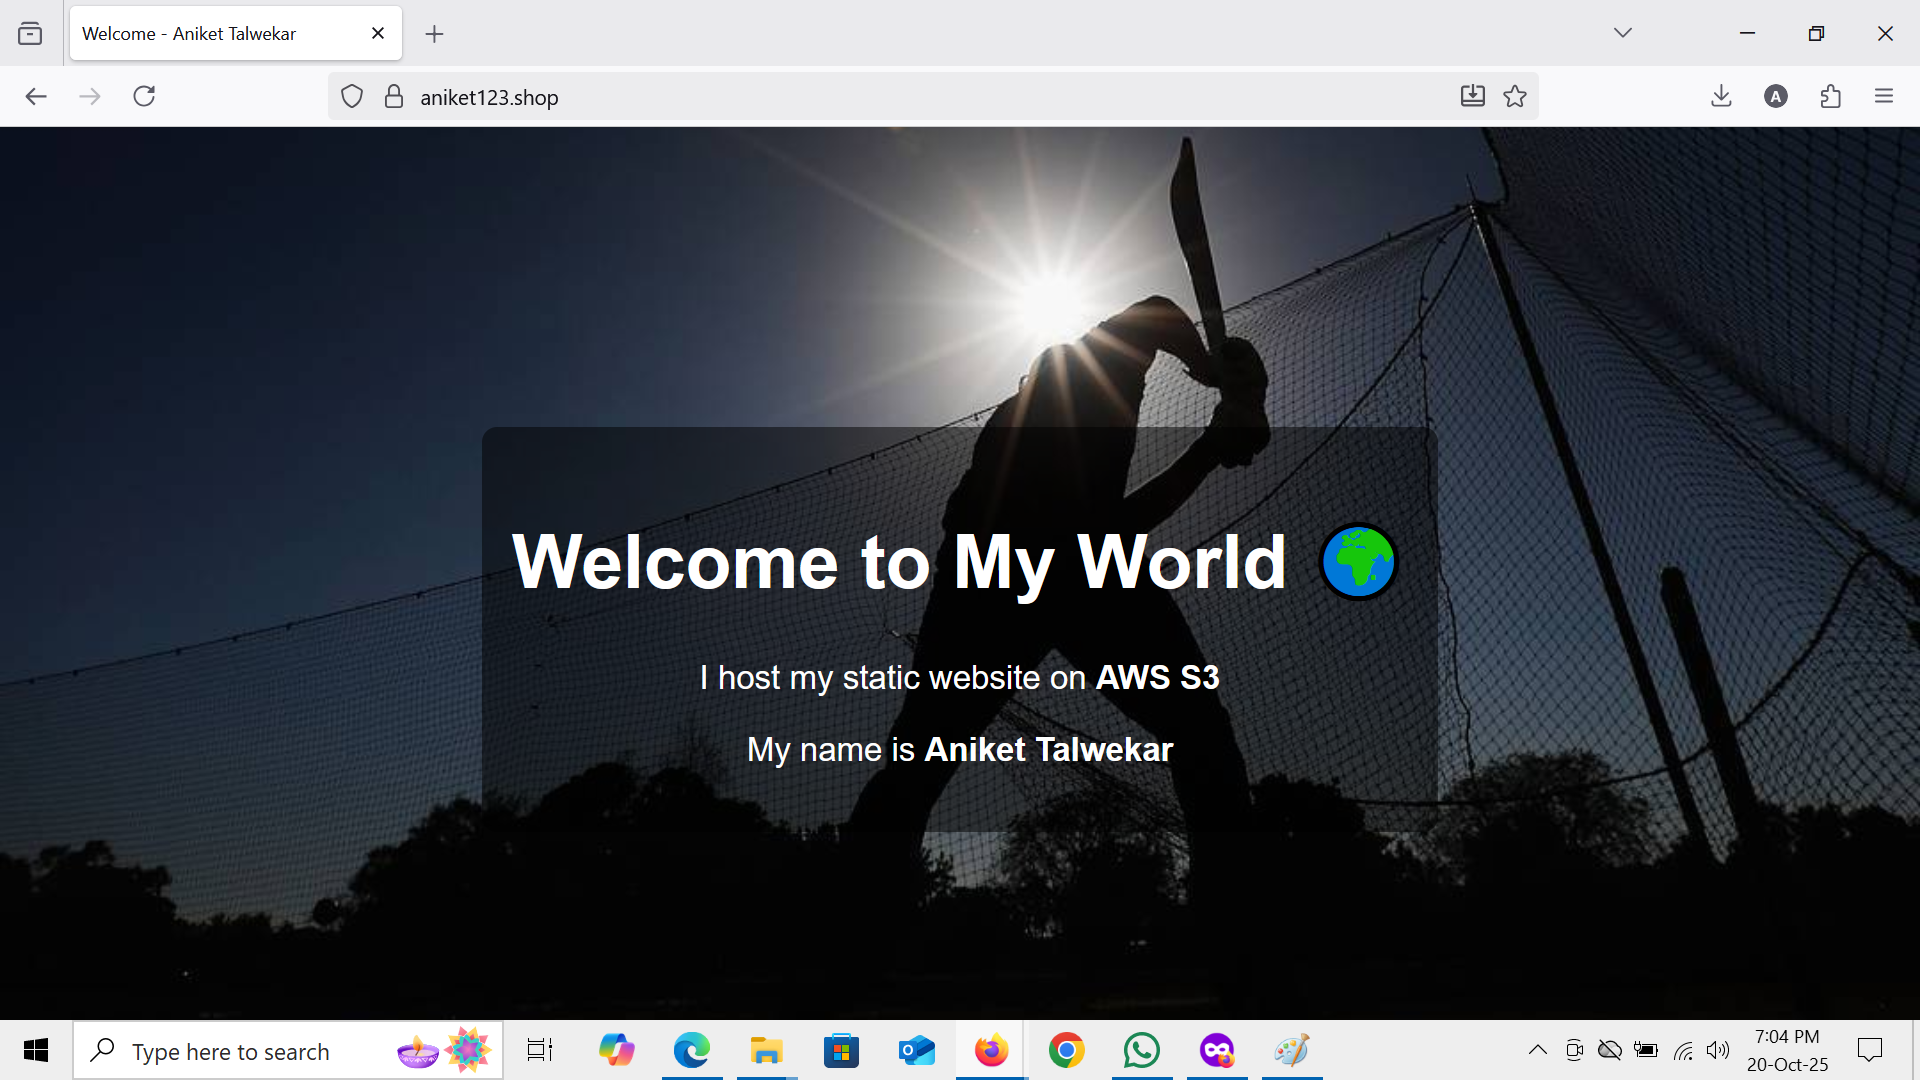 Welcome - Aniket Talwekar
aniket123.shop
A
Welcome to My World
I host my static website on AWS S3
My name is Aniket Talwekar
Type here to search
7:04 PM
20-Oct-25